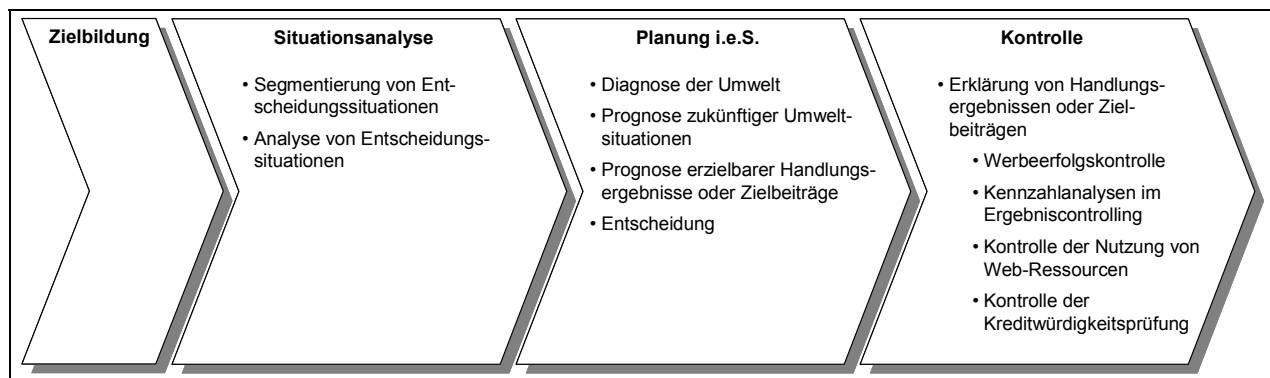 Zielbildung
Situationsanalyse
• Segmentierung von Ent-
scheidungssituationen
• Analyse von Entscheidungs-
situationen
Planung i.e.S.
• Diagnose der Umwelt
• Prognose zukünftiger Umwelt-
situationen
• Prognose erzielbarer Handlungs-
ergebnisse oder Zielbeiträge
• Entscheidung
Kontrolle
• Erklärung von Handlungs-
ergebnissen oder Ziel-
beiträgen
• Werbeerfolgskontrolle
• Kennzahlanalysen im
Ergebniscontrolling
• Kontrolle der Nutzung von
Web-Ressourcen
• Kontrolle der
Kreditwürdigkeitsprüfung